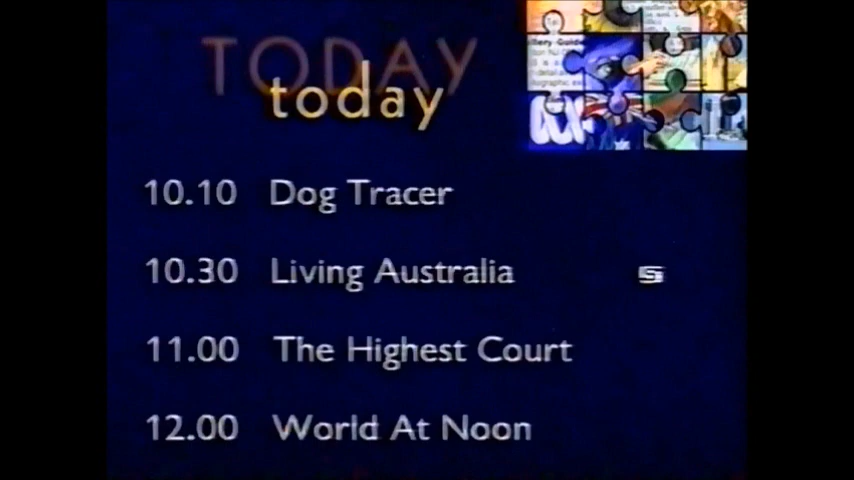 TODAY
today
10.10 Dog Tracer
10.30 Living Australia S
11.00 The Highest Court
12.00 World At Noon